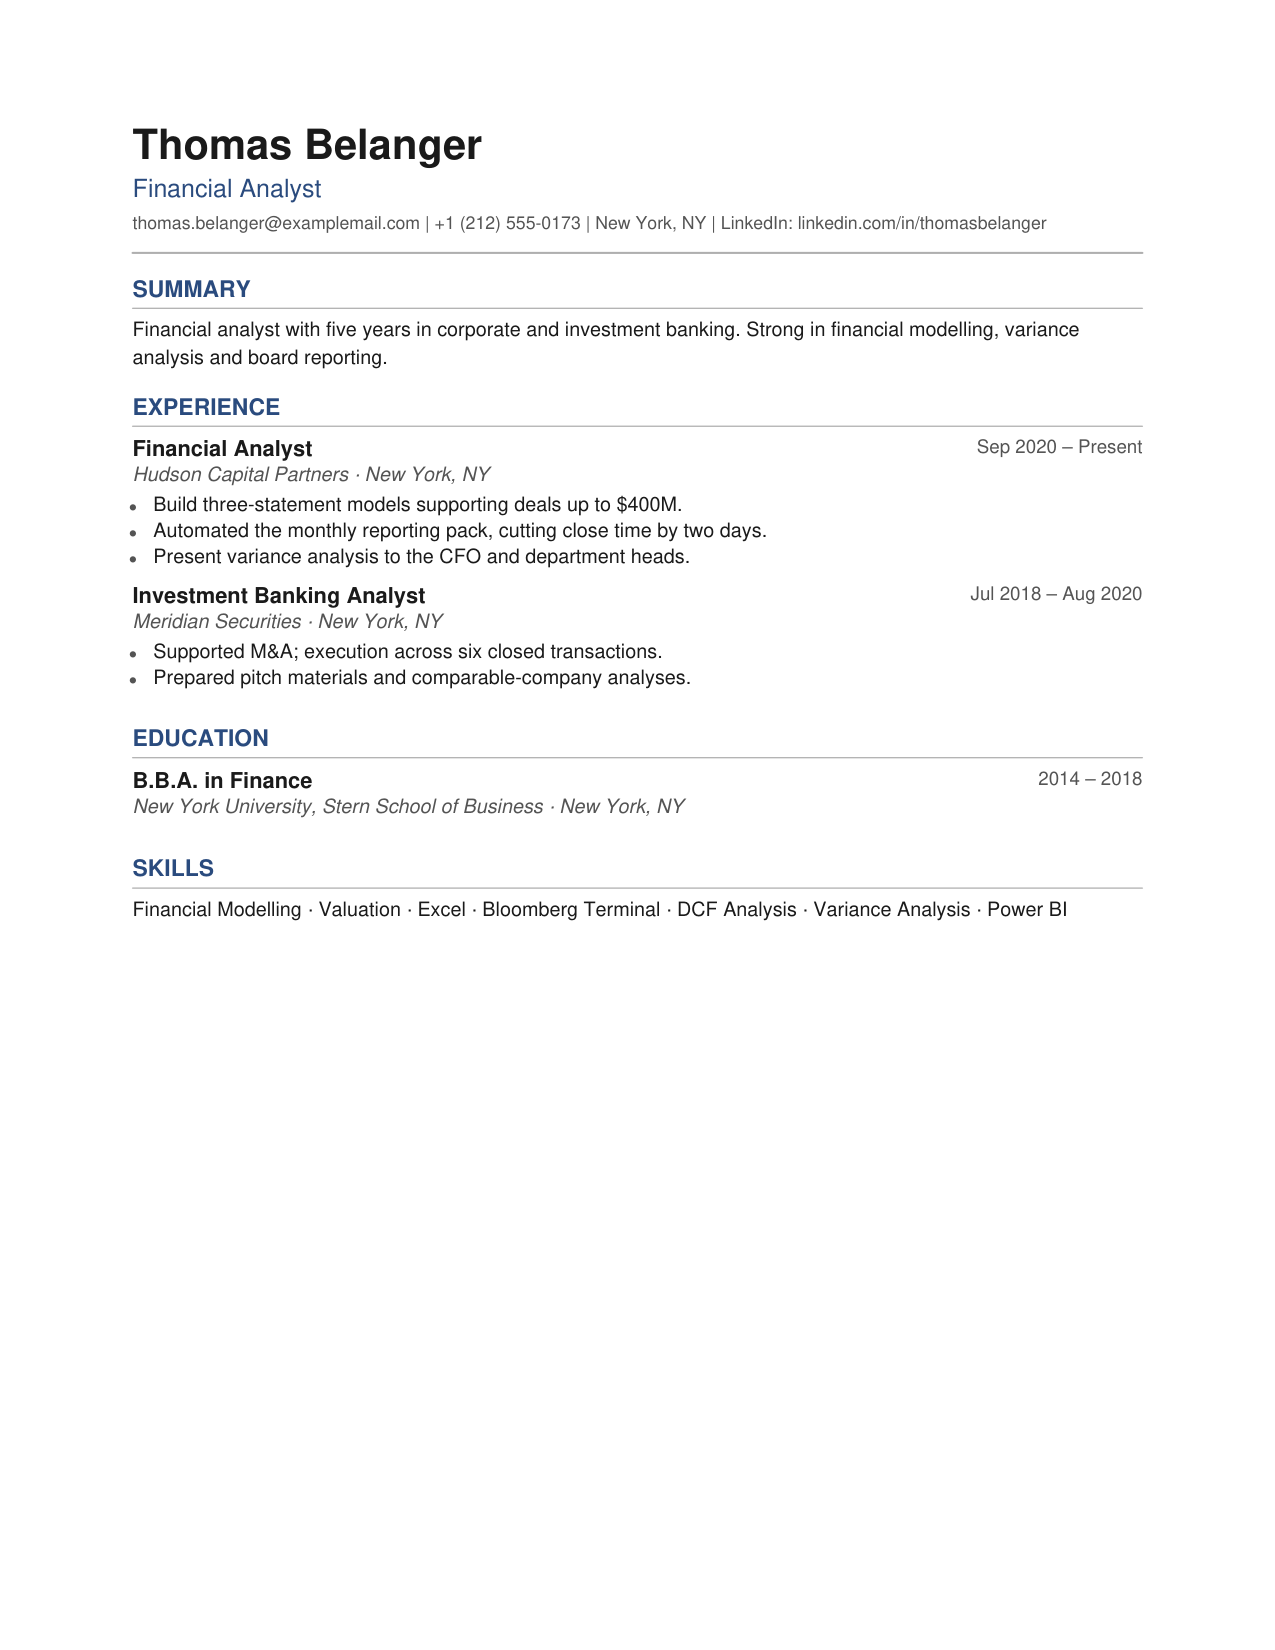 Thomas Belanger
Financial Analyst
thomas.belanger@examplemail.com | +1 (212) 555-0173 | New York, NY | LinkedIn: linkedin.com/in/thomasbelanger
SUMMARY
Financial analyst with five years in corporate and investment banking. Strong in financial modelling, variance
analysis and board reporting.
EXPERIENCE
Financial Analyst Sep 2020 – Present
Hudson Capital Partners · New York, NY
• Build three-statement models supporting deals up to $400M.
• Automated the monthly reporting pack, cutting close time by two days.
• Present variance analysis to the CFO and department heads.
Investment Banking Analyst Jul 2018 – Aug 2020
Meridian Securities · New York, NY
• Supported M&A; execution across six closed transactions.
• Prepared pitch materials and comparable-company analyses.
EDUCATION
B.B.A. in Finance 2014 – 2018
New York University, Stern School of Business · New York, NY
SKILLS
Financial Modelling · Valuation · Excel · Bloomberg Terminal · DCF Analysis · Variance Analysis · Power BI